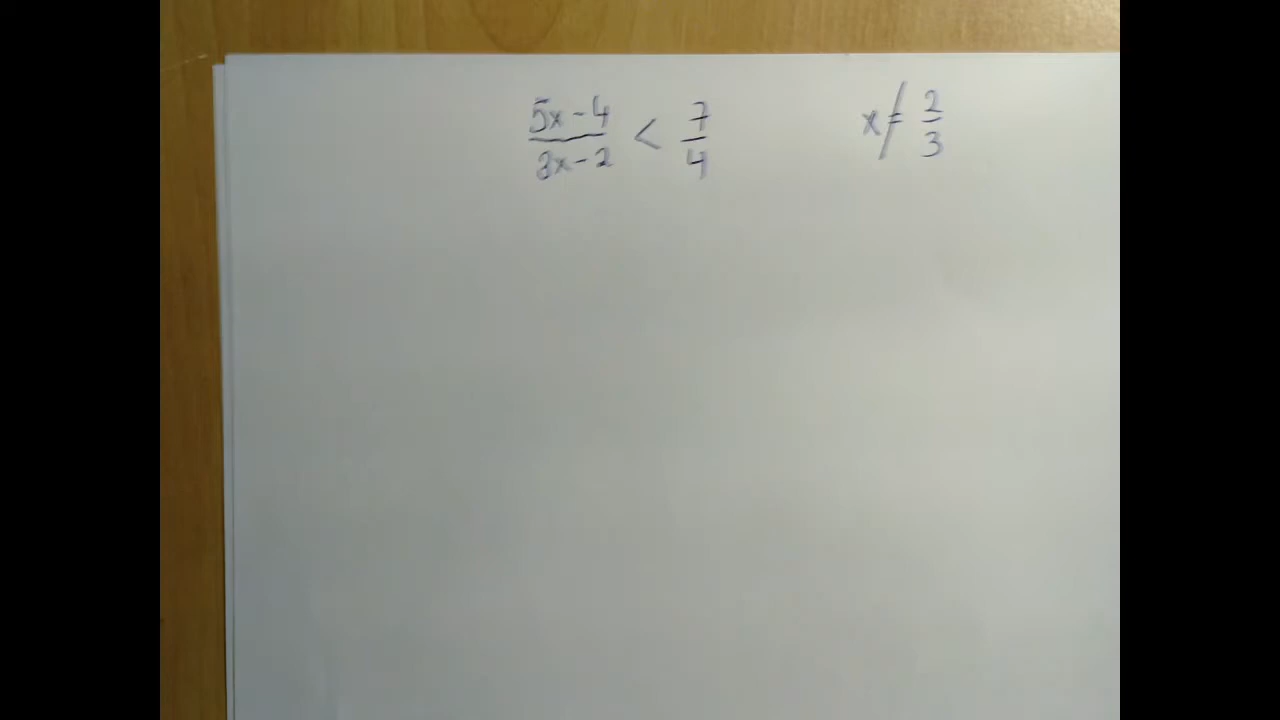 (5x-4)/(3x-2) < 7/4    x ≠ 2/3